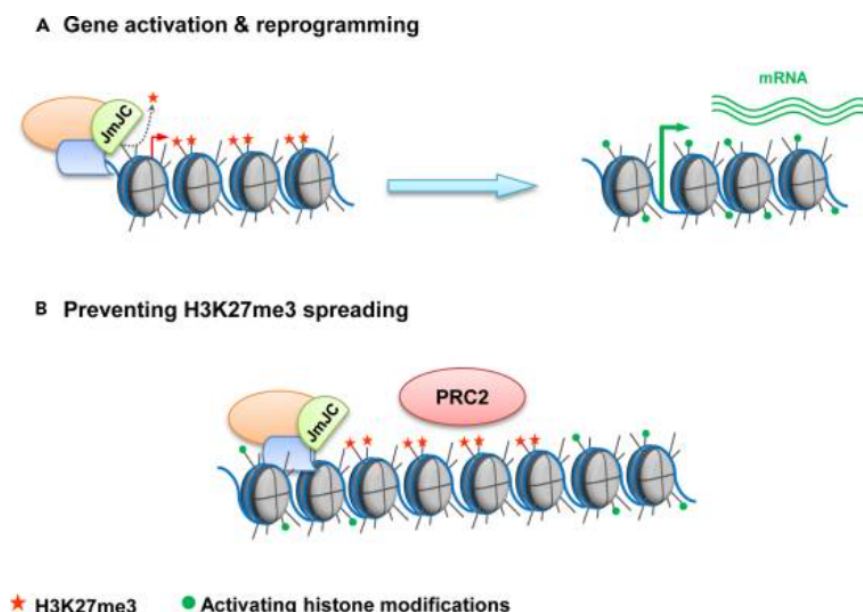 A Gene activation & reprogramming
JmJC
mRNA
B Preventing H3K27me3 spreading
PRC2
JmJC
H3K27me3
Activating histone modifications